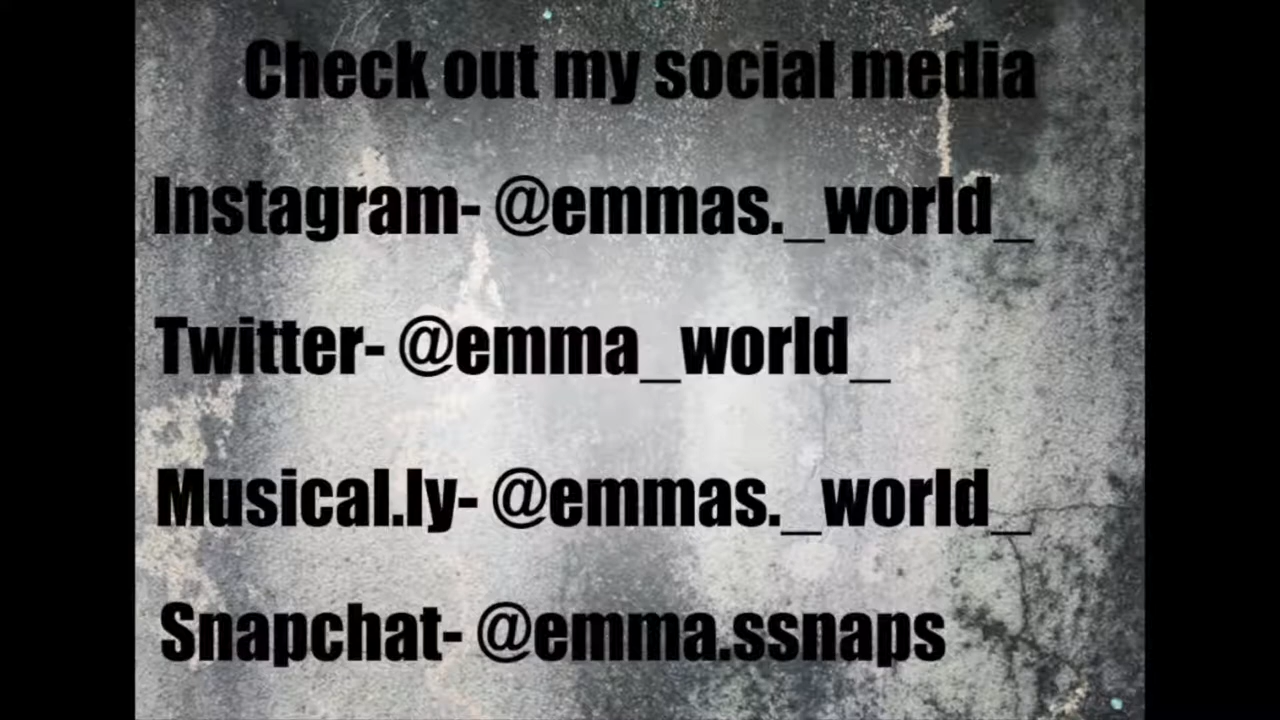 Check out my social media
Instagram- @emmas._world_
Twitter- @emma_world_
Musical.ly- @emmas._world_
Snapchat- @emma.ssnaps